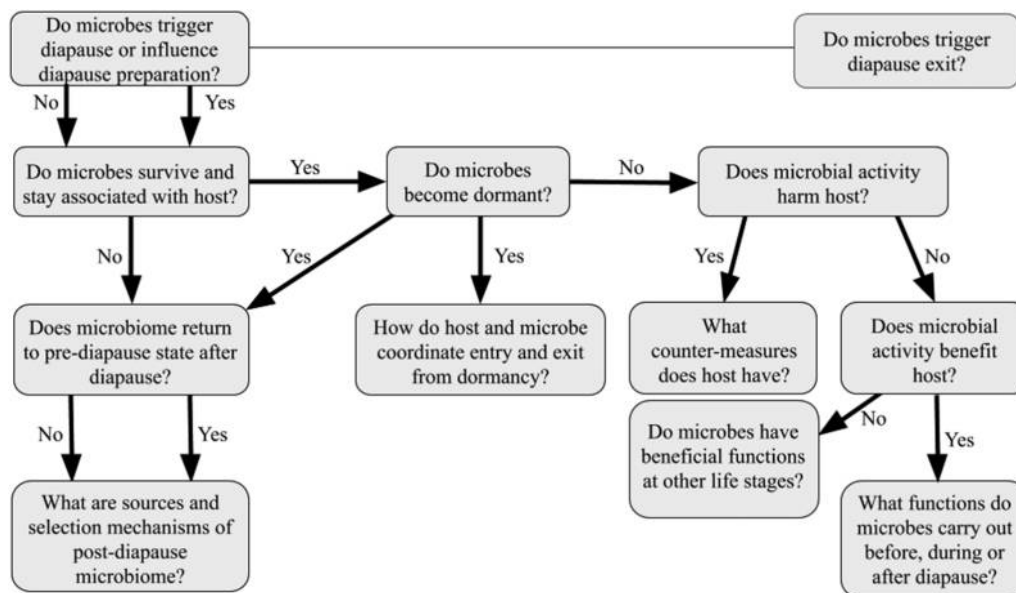 Do microbes trigger
diapause or influence
diapause preparation?
Do microbes trigger
diapause exit?
No
Yes
Do microbes survive and
stay associated with host?
Yes
Do microbes
become dormant?
No
Does microbial activity
harm host?
No
Yes
Yes
Yes
No
Does microbiome return
to pre-diapause state after
diapause?
How do host and microbe
coordinate entry and exit
from dormancy?
What
counter-measures
does host have?
Does microbial
activity benefit
host?
No
Yes
No
Yes
Do microbes have
beneficial functions
at other life stages?
What are sources and
selection mechanisms of
post-diapause
microbiome?
What functions do
microbes carry out
before, during or
after diapause?